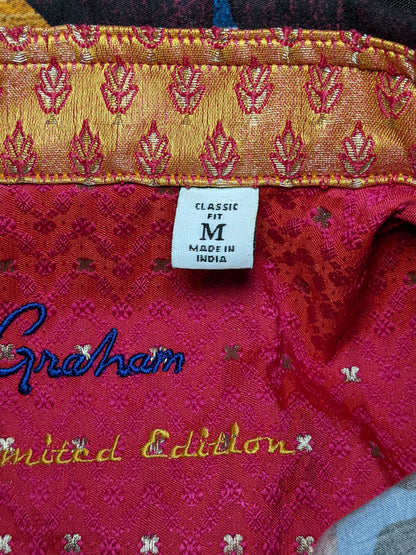 CLASSIC
FIT
M
MADE IN
INDIA
Graham
Edition